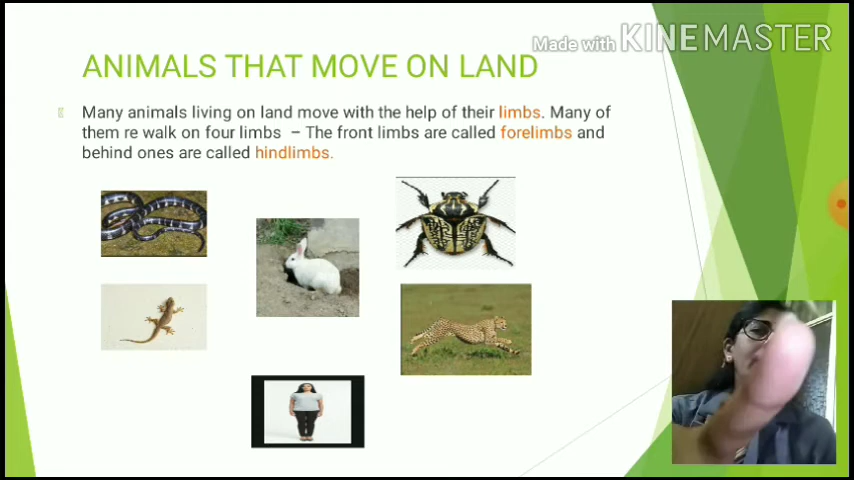 Made with KINEMASTER
ANIMALS THAT MOVE ON LAND
Many animals living on land move with the help of their limbs. Many of
them re walk on four limbs – The front limbs are called forelimbs and
behind ones are called hindlimbs.